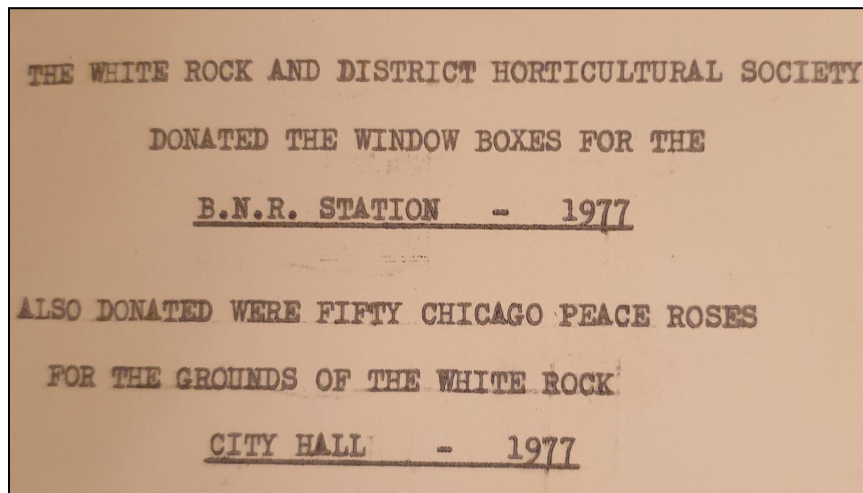 THE WHITE ROCK AND DISTRICT HORTICULTURAL SOCIETY
DONATED THE WINDOW BOXES FOR THE
B.N.R. STATION - 1977
ALSO DONATED WERE FIFTY CHICAGO PEACE ROSES
FOR THE GROUNDS OF THE WHITE ROCK
CITY HALL - 1977